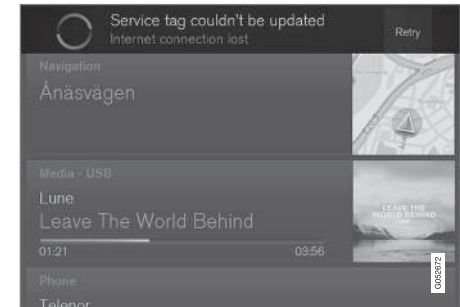 Service tag couldn't be updated
Internet connection lost
Retry
Navigation
Ånäsvägen
Media - USB
Lune
Leave The World Behind
01:21
03:56
LEAVE THE
WORLD BEHIND
Phone
Telenor
G052672